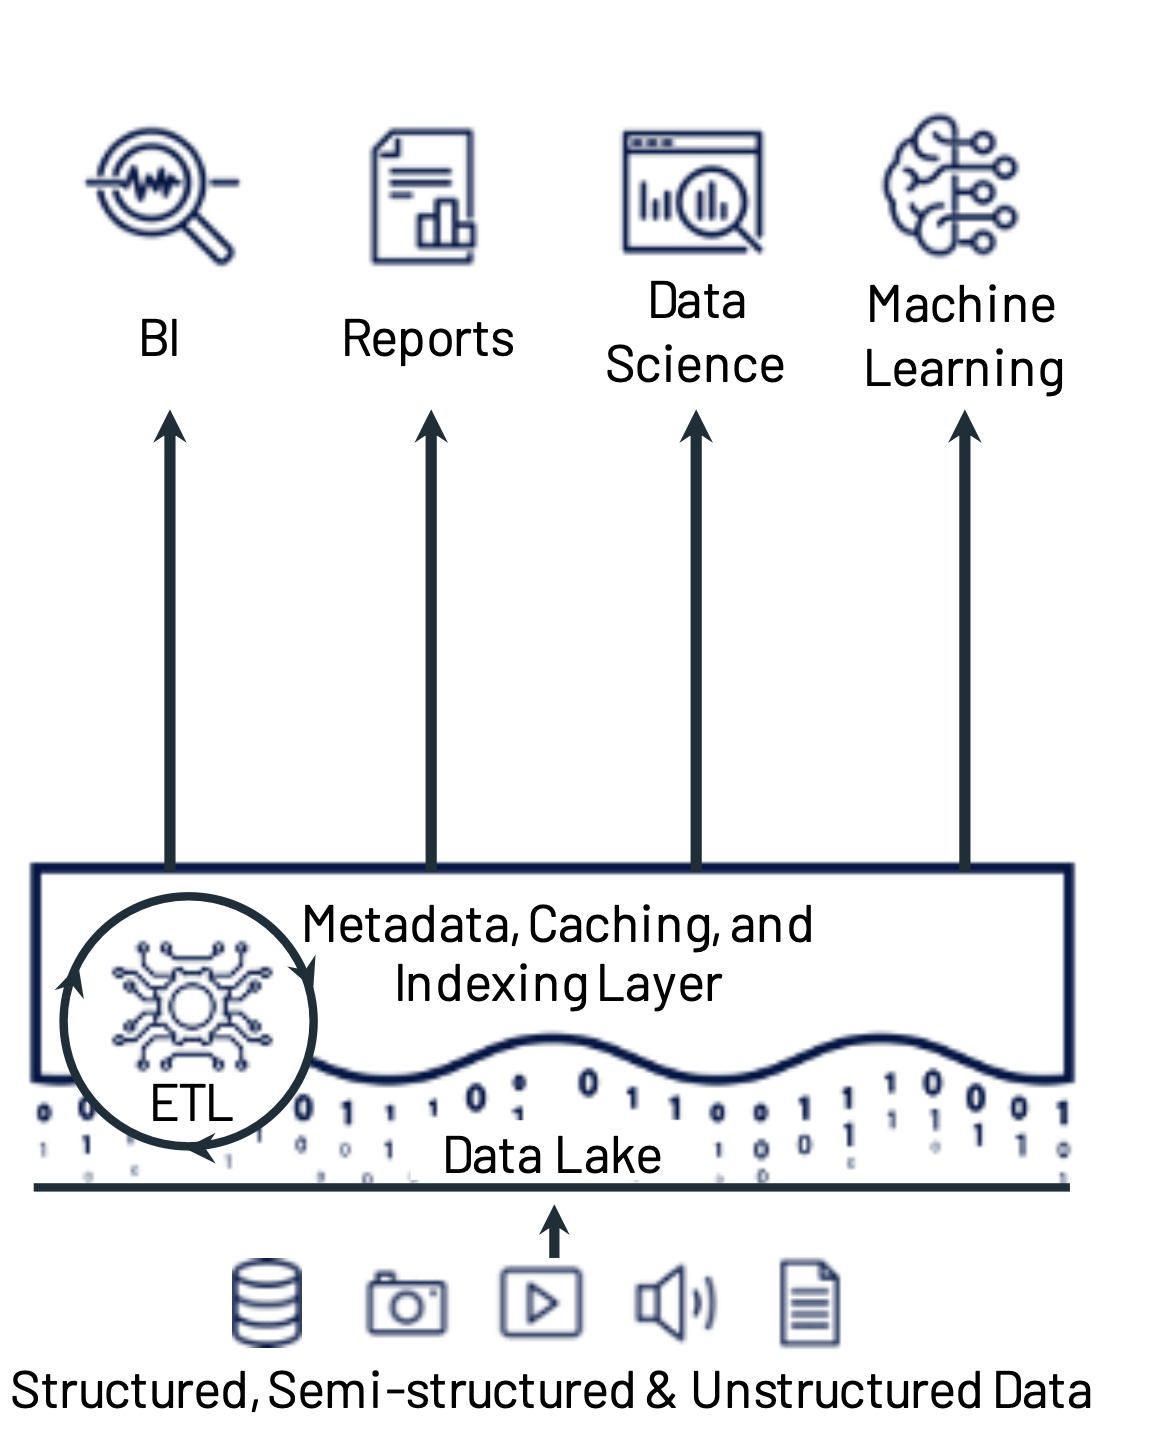 BI
Reports
Data
Science
Machine
Learning
Metadata, Caching, and
Indexing Layer
ETL
Data Lake
Structured, Semi-structured & Unstructured Data